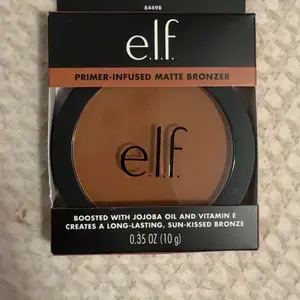 84498
e.l.f.
PRIMER-INFUSED MATTE BRONZER
e.l.f.
BOOSTED WITH JOJOBA OIL AND VITAMIN E
CREATES A LONG-LASTING, SUN-KISSED BRONZE
0.35 OZ (10 g)